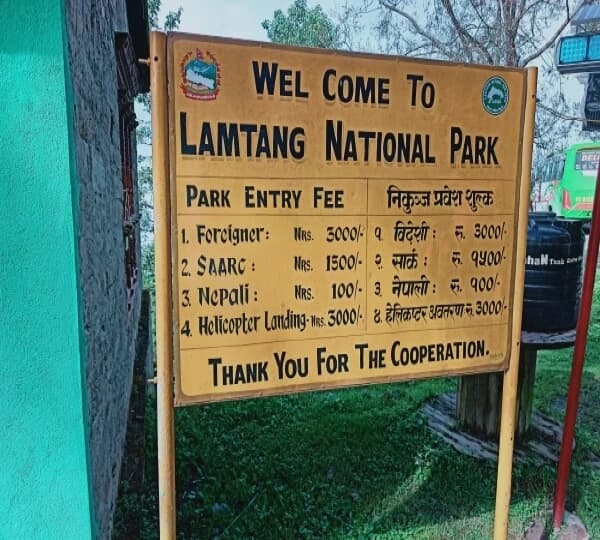 WEL COME TO
LAMTANG NATIONAL PARK
PARK ENTRY FEE
1. Foreigner: NRS. 3000/-
2. SAARC: NRS. 1500/-
3. Nepali: NRS. 100/-
4. Helicopter Landing- NRS. 3000/-
निकुञ्ज प्रवेश शुल्क
१. विदेशी: रु. ३०००/-
२ सार्क: रु. १५००/-
३ नेपाली: रु. १००/-
४. हेलिकप्टर अवतरण रु. ३०००/-
THANK YOU FOR THE COOPERATION.